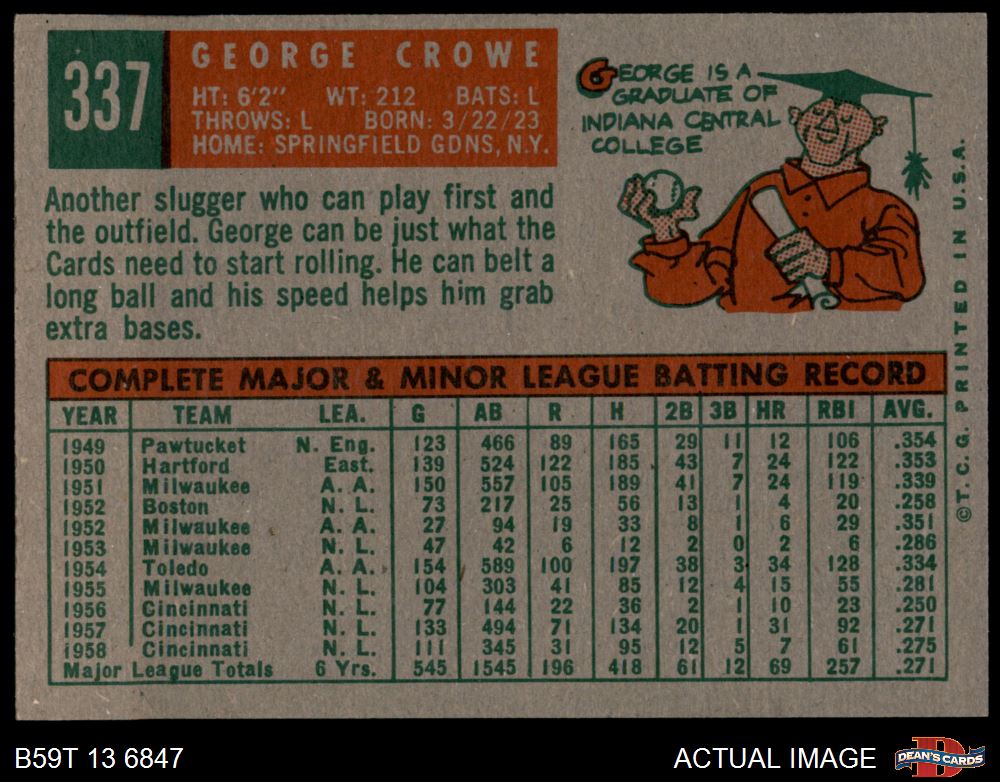 337
GEORGE CROWE
HT: 6'2" WT: 212 BATS: L
THROWS: L BORN: 3/22/23
HOME: SPRINGFIELD GDNS, N.Y.
GEORGE IS A
GRADUATE OF
INDIANA CENTRAL
COLLEGE
Another slugger who can play first and
the outfield. George can be just what the
Cards need to start rolling. He can belt a
long ball and his speed helps him grab
extra bases.
COMPLETE MAJOR & MINOR LEAGUE BATTING RECORD
YEAR TEAM LEA. G AB R H 2B 3B HR RBI AVG.
1949 Pawtucket N. Eng. 123 466 89 165 29 11 12 106 .354
1950 Hartford East. 139 524 122 185 43 7 24 122 .353
1951 Milwaukee A. A. 150 557 105 189 41 7 24 119 .339
1952 Boston N. L. 73 217 25 56 13 1 4 20 .258
1952 Milwaukee A. A. 27 94 19 33 8 1 6 29 .351
1953 Milwaukee N. L. 47 42 6 12 2 0 2 6 .286
1954 Toledo A. A. 154 589 100 197 38 3 34 128 .334
1955 Milwaukee N. L. 104 303 41 85 12 4 15 55 .281
1956 Cincinnati N. L. 77 144 22 36 2 1 10 23 .250
1957 Cincinnati N. L. 133 494 71 134 20 1 31 92 .271
1958 Cincinnati N. L. 111 345 31 95 12 5 7 61 .275
Major League Totals 6 Yrs. 545 1545 196 418 61 12 69 257 .271
©T.C.G. PRINTED IN U.S.A.
B59T 13 6847
ACTUAL IMAGE
D
DEAN'S CARDS